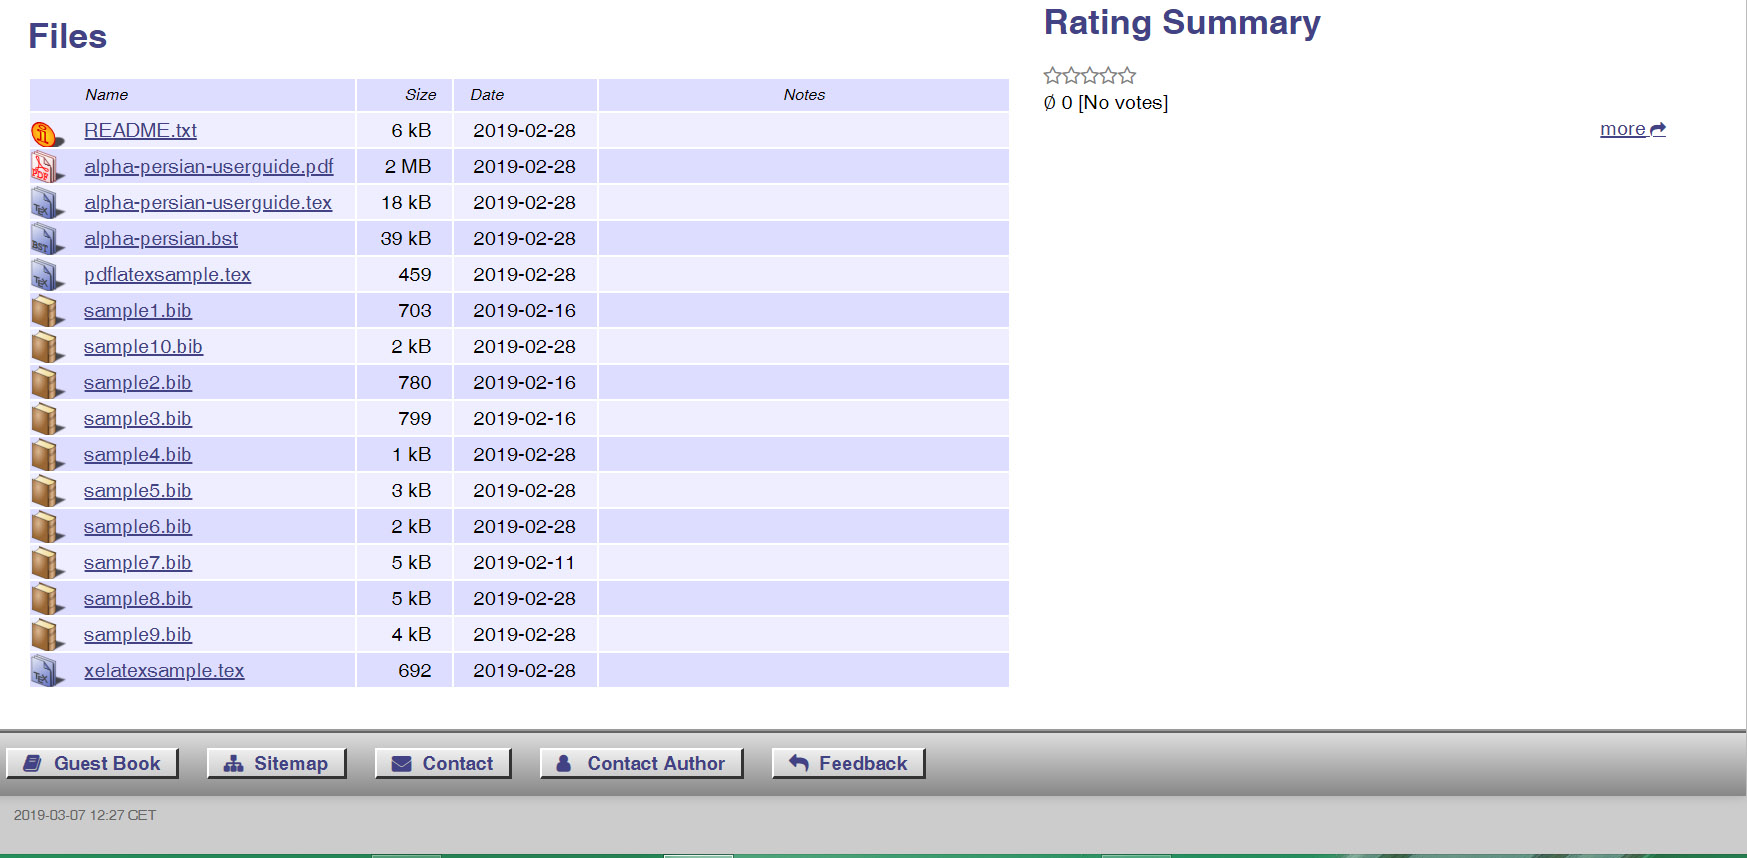 Files
Name Size Date Notes
README.txt 6 kB 2019-02-28
alpha-persian-userguide.pdf 2 MB 2019-02-28
alpha-persian-userguide.tex 18 kB 2019-02-28
alpha-persian.bst 39 kB 2019-02-28
pdflatexsample.tex 459 2019-02-28
sample1.bib 703 2019-02-16
sample10.bib 2 kB 2019-02-28
sample2.bib 780 2019-02-16
sample3.bib 799 2019-02-16
sample4.bib 1 kB 2019-02-28
sample5.bib 3 kB 2019-02-28
sample6.bib 2 kB 2019-02-28
sample7.bib 5 kB 2019-02-11
sample8.bib 5 kB 2019-02-28
sample9.bib 4 kB 2019-02-28
xelatexsample.tex 692 2019-02-28
Rating Summary
☆☆☆☆☆
∅ 0 [No votes]
more
Guest Book Sitemap Contact Contact Author Feedback
2019-03-07 12:27 CET